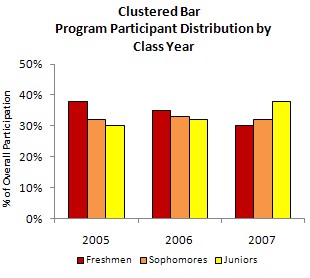 Clustered Bar
Program Participant Distribution by
Class Year
% of Overall Participation
50%
40%
30%
20%
10%
0%
2005 2006 2007
Freshmen Sophomores Juniors